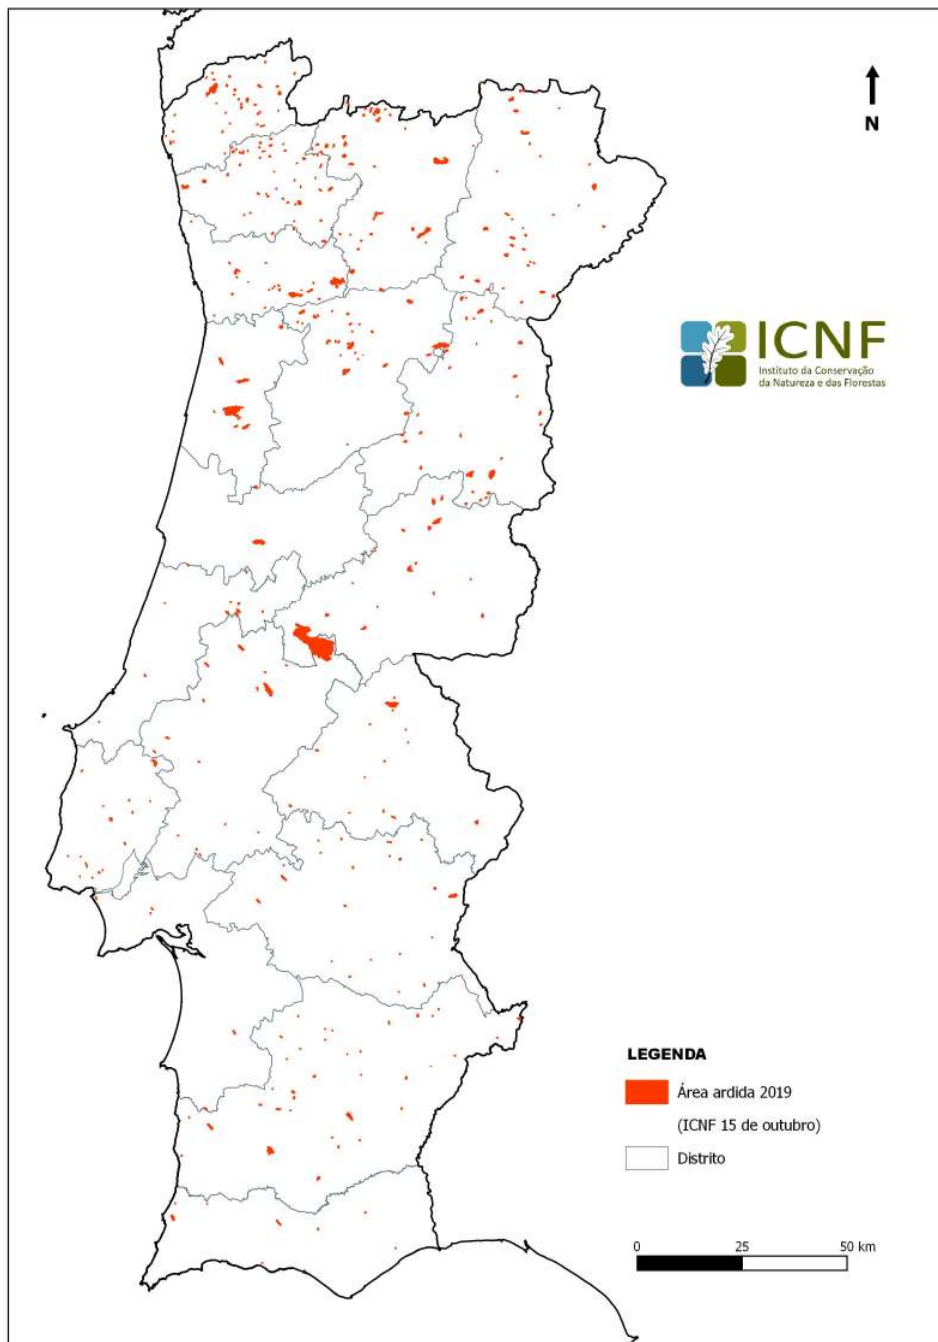 N
ICNF
Instituto da Conservação
da Natureza e das Florestas
LEGENDA
Área ardida 2019
(ICNF 15 de outubro)
Distrito
0 25 50 km